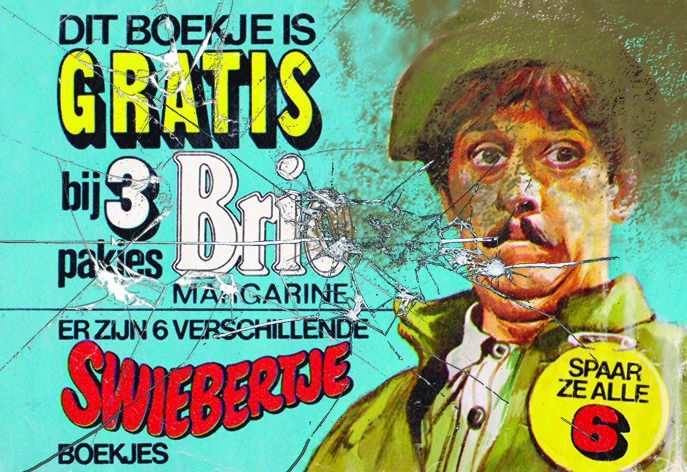 DIT BOEKJE IS
GRATIS
bij 3
pakjes
Brio
MARGARINE
ER ZIJN 6 VERSCHILLENDE
SWIEBERTJE
BOEKJES
SPAAR
ZE ALLE
6